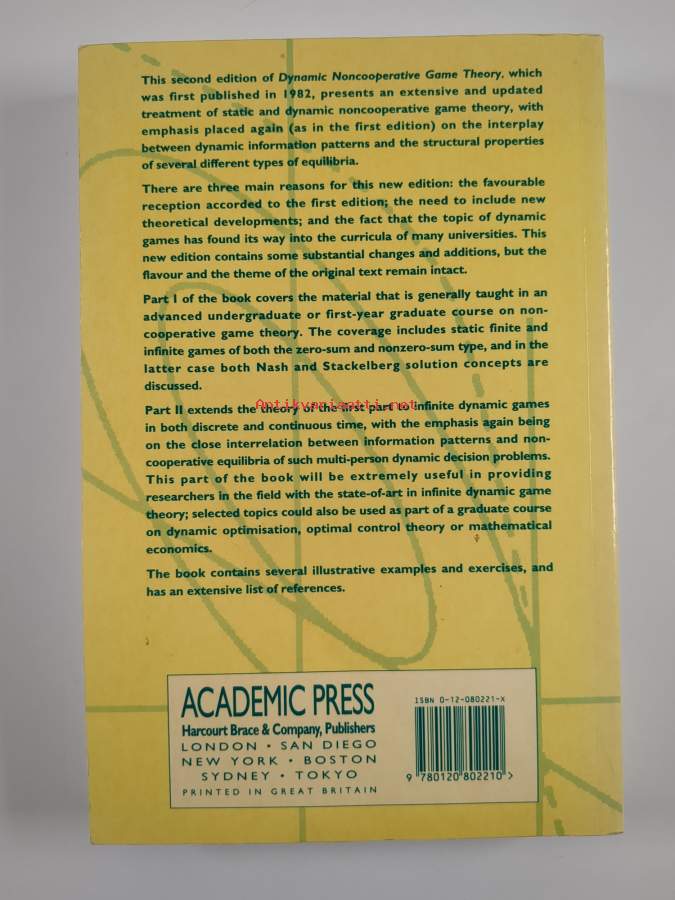 This second edition of Dynamic Noncooperative Game Theory, which
was first published in 1982, presents an extensive and updated
treatment of static and dynamic noncooperative game theory, with
emphasis placed again (as in the first edition) on the interplay
between dynamic information patterns and the structural properties
of several different types of equilibria.
There are three main reasons for this new edition: the favourable
reception accorded to the first edition; the need to include new
theoretical developments; and the fact that the topic of dynamic
games has found its way into the curricula of many universities. This
new edition contains some substantial changes and additions, but the
flavour and the theme of the original text remain intact.
Part I of the book covers the material that is generally taught in an
advanced undergraduate or first-year graduate course on non-
cooperative game theory. The coverage includes static finite and
infinite games of both the zero-sum and nonzero-sum type, and in the
latter case both Nash and Stackelberg solution concepts are
discussed.
Antikvariaatti.net
Part II extends the theory of the first part to infinite dynamic games
in both discrete and continuous time, with the emphasis again being
on the close interrelation between information patterns and non-
cooperative equilibria of such multi-person dynamic decision problems.
This part of the book will be extremely useful in providing
researchers in the field with the state-of-art in infinite dynamic game
theory; selected topics could also be used as part of a graduate course
on dynamic optimisation, optimal control theory or mathematical
economics.
The book contains several illustrative examples and exercises, and
has an extensive list of references.
ACADEMIC PRESS
Harcourt Brace & Company, Publishers
LONDON · SAN DIEGO
NEW YORK · BOSTON
SYDNEY · TOKYO
PRINTED IN GREAT BRITAIN
ISBN 0-12-080221-X
9 780120 802210 >